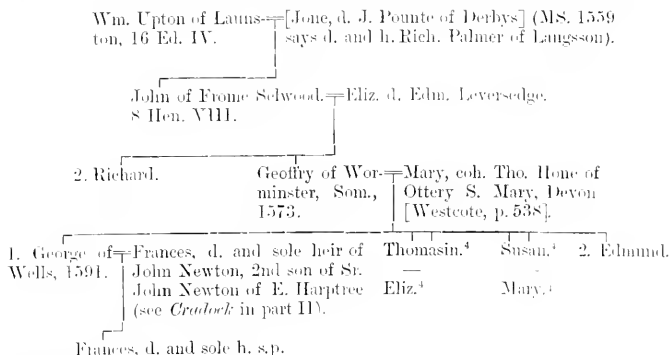 Wm. Upton of Launs- [Jone, d. J. Pounte of Derbys] (MS. 1559
ton, 16 Ed. IV. says d. and h. Rich. Palmer of Langsson).
John of Frome Selwood. Eliz. d. Edm. Leversedge.
8 Hen. VIII.
2. Richard. Geoffry of Wor- Mary, coh. Tho. Hone of
minster, Som., Ottery S. Mary, Devon
1573. [Westcote, p. 538].
1. George of Frances, d. and sole heir of Thomasin.⁴ Susan.⁴ 2. Edmund.
Wells, 1591. John Newton, 2nd son of Sr. — -
John Newton of E. Harptree Eliz.⁴ Mary.⁴
(see Cradock in part II).
Frances, d. and sole h. s.p.